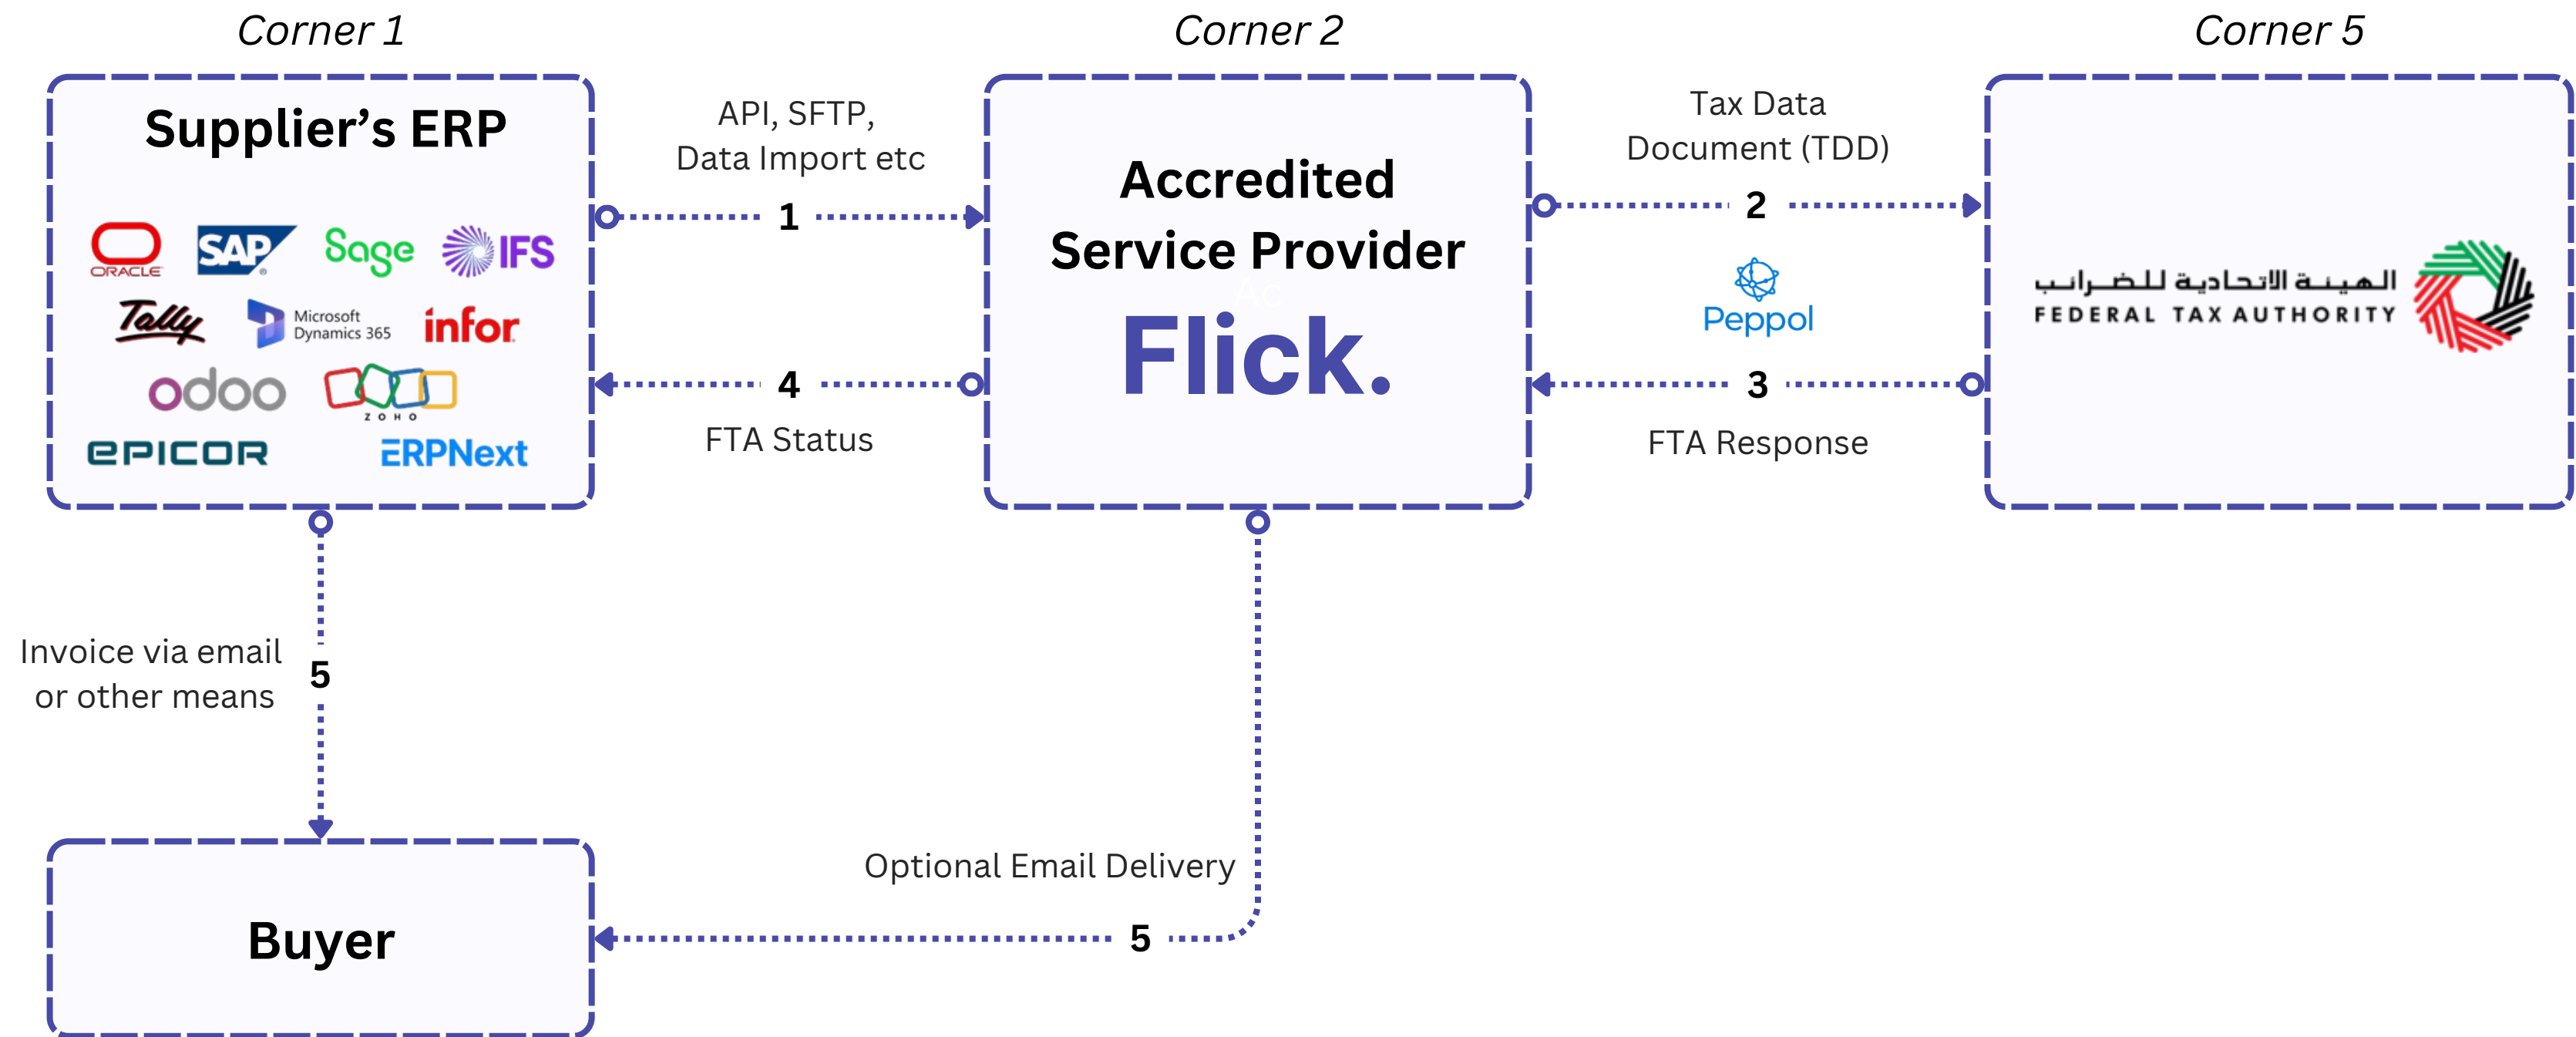 Corner 1
Corner 2
Corner 5
Supplier’s ERP
ORACLE
SAP
Sage
IFS
Tally
Microsoft
Dynamics 365
infor
odoo
ZOHO
EPICOR
ERPNext
API, SFTP,
Data Import etc
1
4
FTA Status
Accredited
Service Provider
Ac
Flick.
Tax Data
Document (TDD)
2
Peppol
3
FTA Response
الهيئة الاتحادية للضرائب
FEDERAL TAX AUTHORITY
Invoice via email
or other means
5
Optional Email Delivery
5
Buyer